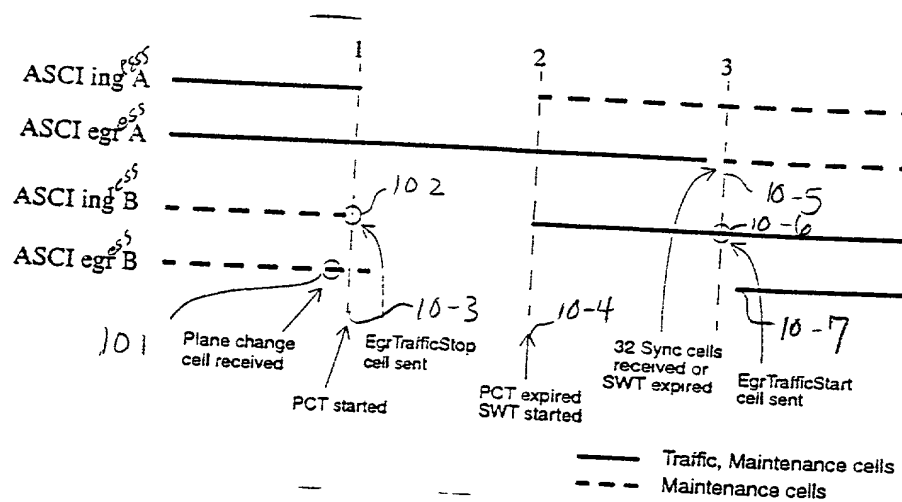 1
2
3
ASCI ingress A
ASCI egress A
ASCI ingress B
ASCI egress B
102
10-5
10-6
10-3
10-4
10-7
101
Plane change
cell received
EgrTrafficStop
cell sent
PCT started
PCT expired
SWT started
32 Sync cells
received or
SWT expired
EgrTrafficStart
cell sent
Traffic, Maintenance cells
Maintenance cells